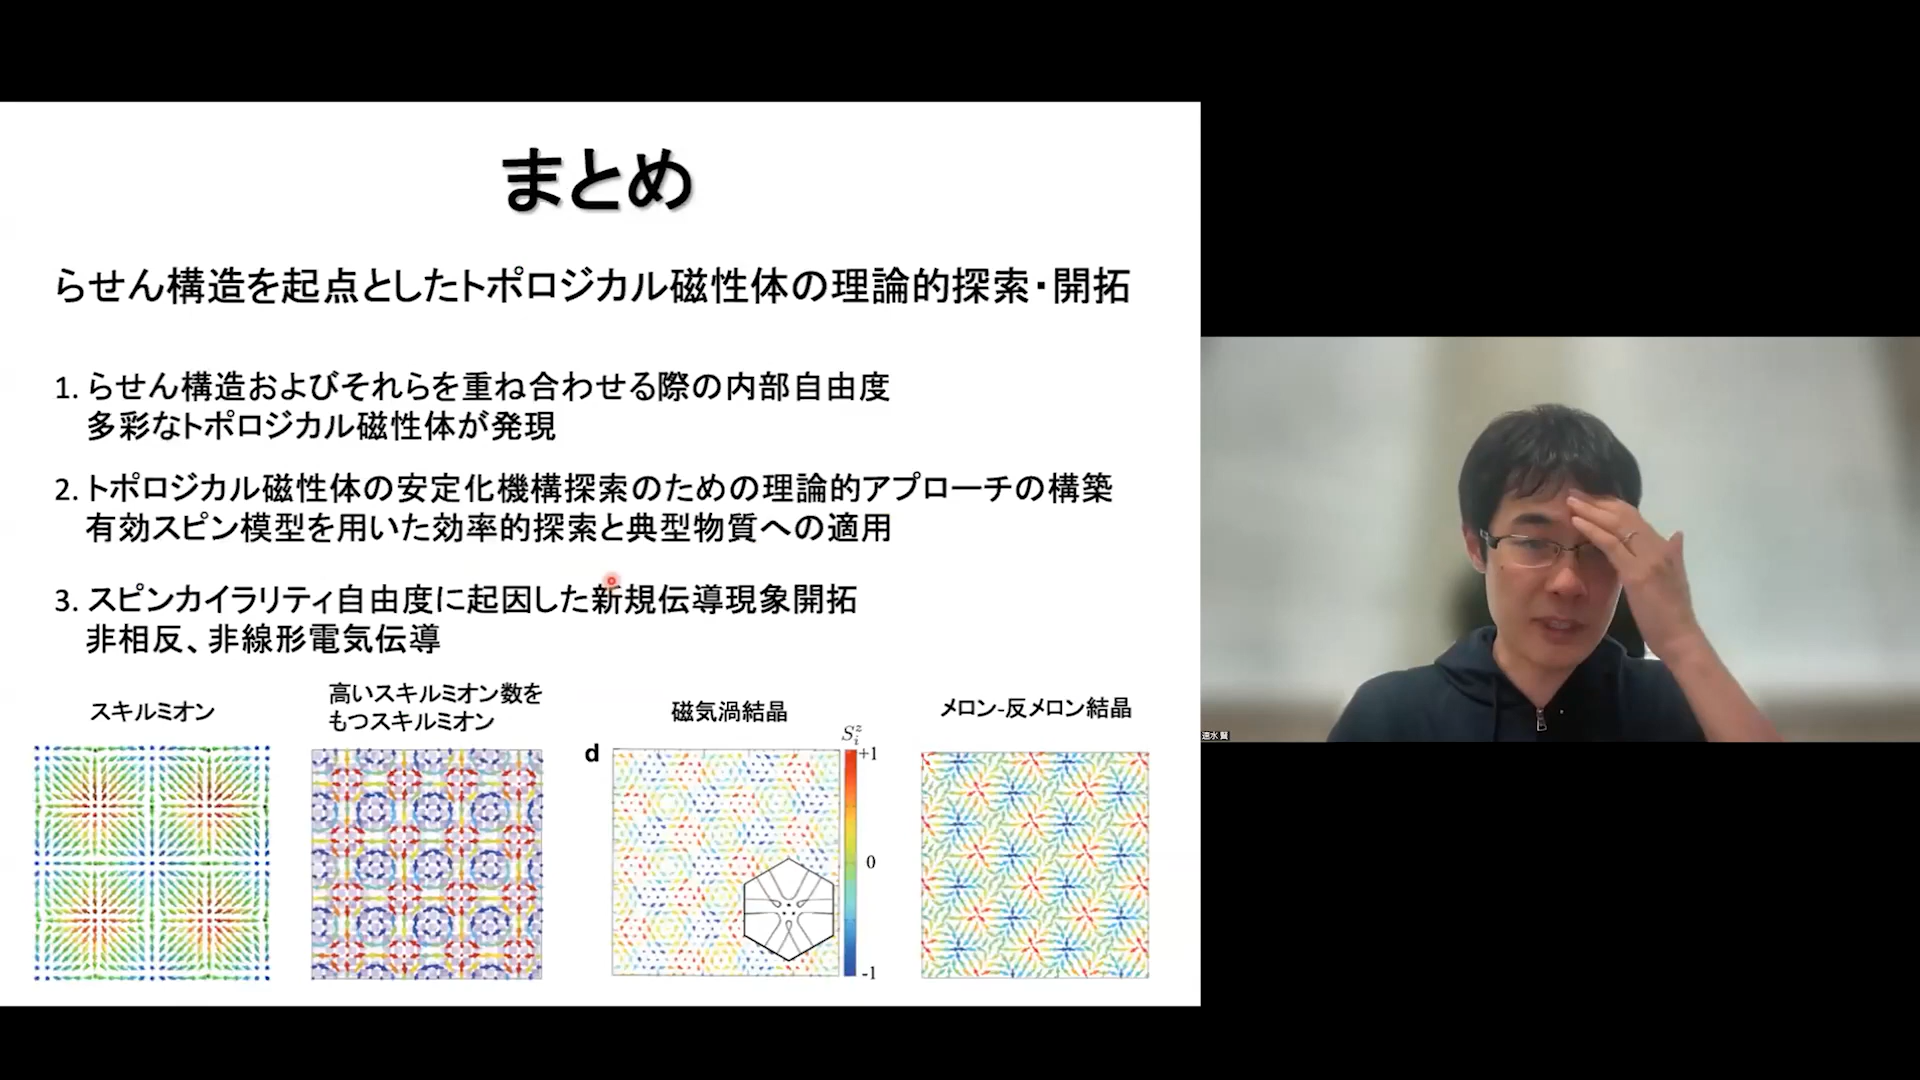 まとめ
らせん構造を起点としたトポロジカル磁性体の理論的探索・開拓
1. らせん構造およびそれらを重ね合わせる際の内部自由度
多彩なトポロジカル磁性体が発現
2. トポロジカル磁性体の安定化機構探索のための理論的アプローチの構築
有効スピン模型を用いた効率的探索と典型物質への適用
3. スピンカイラリティ自由度に起因した新規伝導現象開拓
非相反、非線形電気伝導
スキルミオン
高いスキルミオン数を
もつスキルミオン
磁気渦結晶
メロン-反メロン結晶
d
S_i^z
+1
0
-1
速水 賢